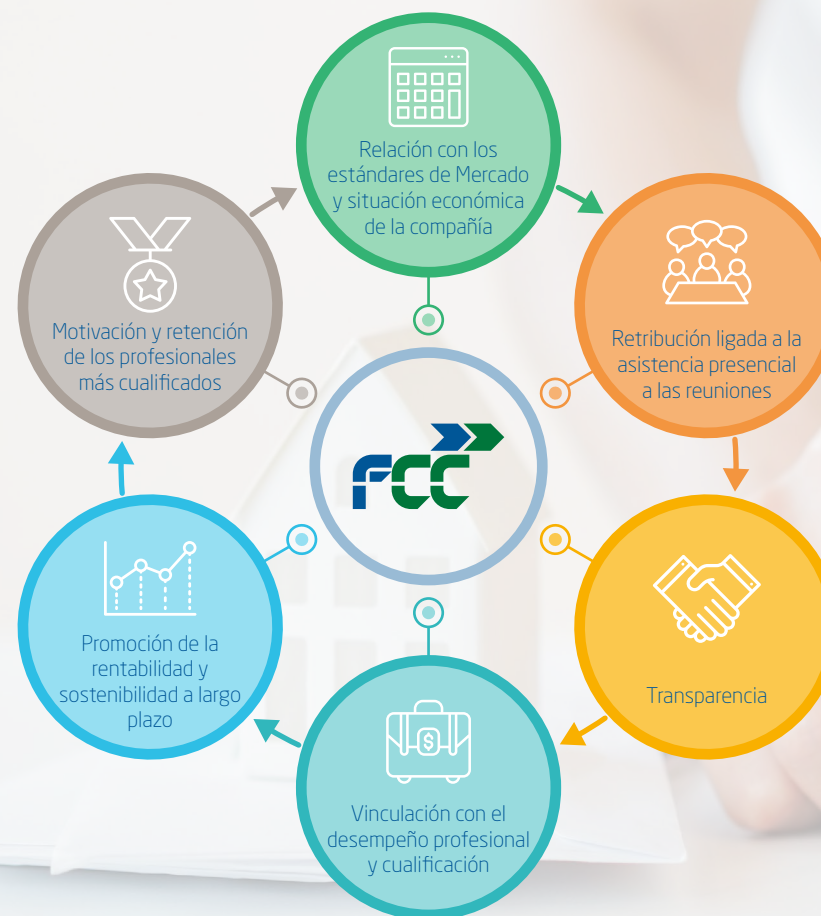 Relación con los
estándares de Mercado
y situación económica
de la compañía
Retribución ligada a la
asistencia presencial
a las reuniones
Transparencia
Vinculación con el
desempeño profesional
y cualificación
$
Promoción de la
rentabilidad y
sostenibilidad a largo
plazo
Motivación y retención
de los profesionales
más cualificados
FCC